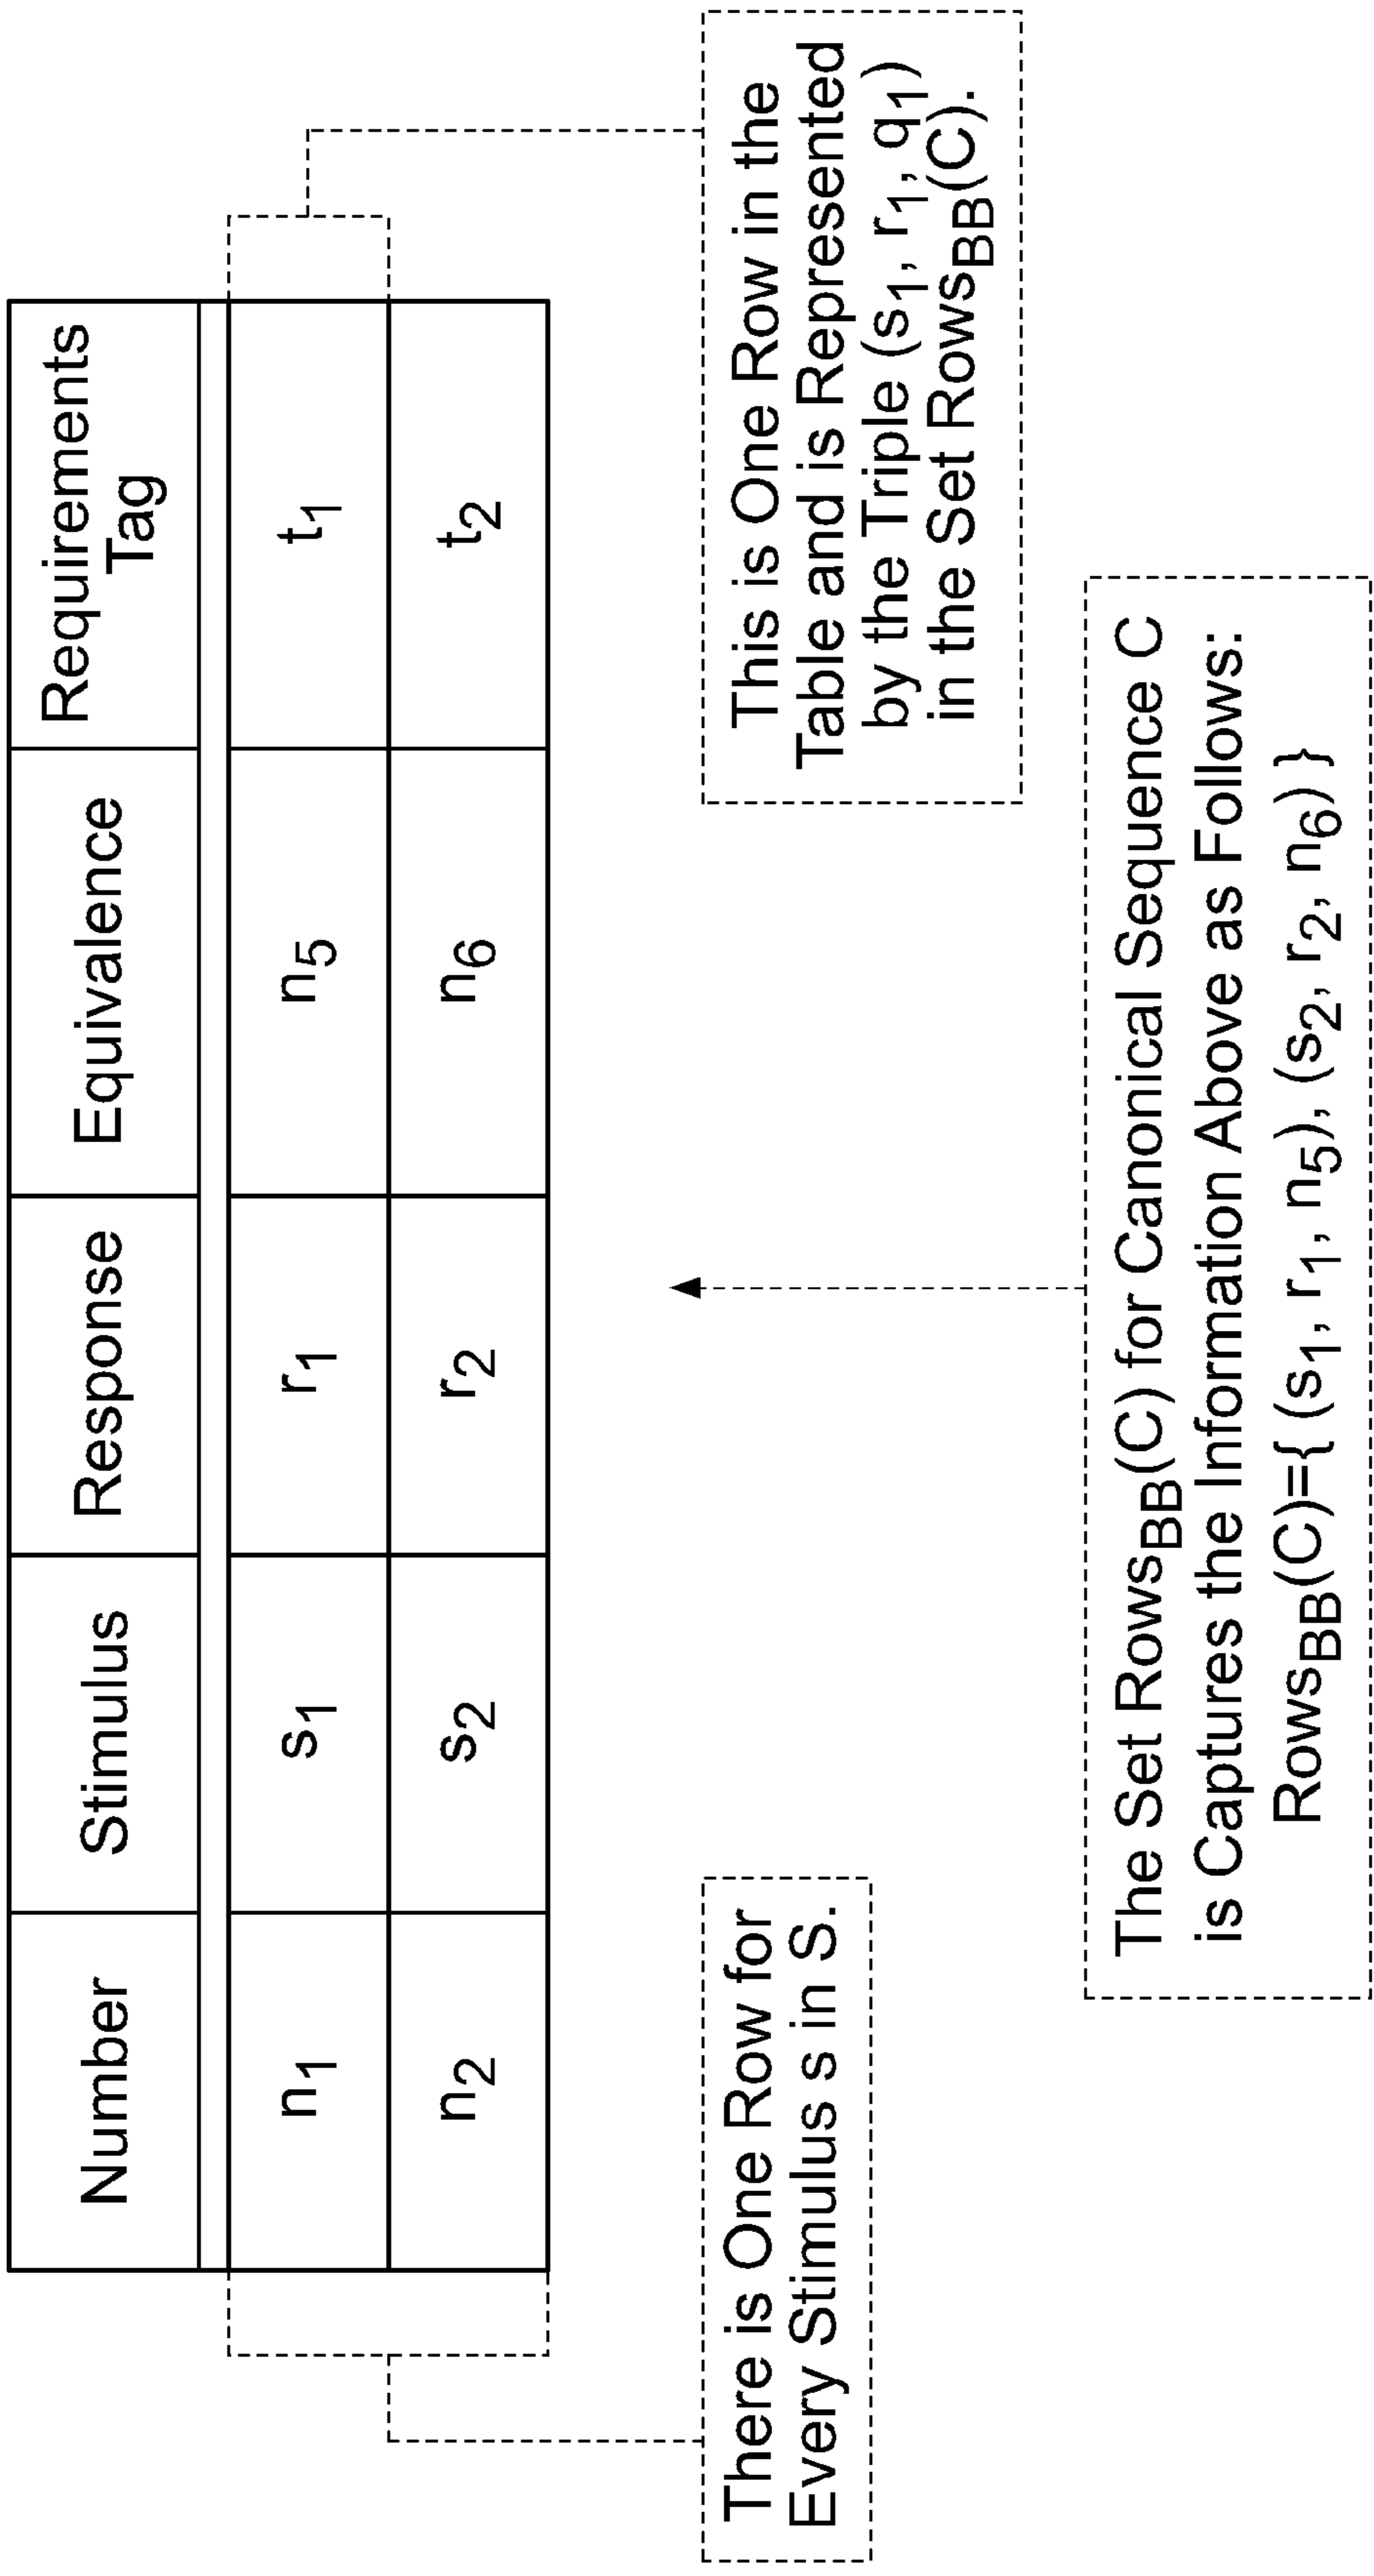 Number Stimulus Response Equivalence Requirements
Tag
n1 s1 r1 n5 t1
n2 s2 r2 n6 t2
There is One Row for
Every Stimulus s in S.
This is One Row in the
Table and is Represented
by the Triple (s1, r1, q1)
in the Set RowsBB(C).
The Set RowsBB(C) for Canonical Sequence C
is Captures the Information Above as Follows:
RowsBB(C)={ (s1, r1, n5), (s2, r2, n6) }